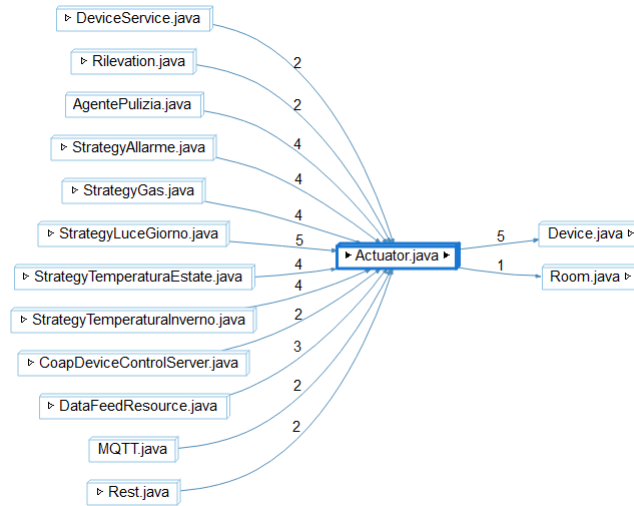 DeviceService.java
Rilevation.java
AgentePulizia.java
StrategyAllarme.java
StrategyGas.java
StrategyLuceGiorno.java
StrategyTemperaturaEstate.java
StrategyTemperaturaInverno.java
CoapDeviceControlServer.java
DataFeedResource.java
MQTT.java
Rest.java
2
2
4
4
4
5
4
4
2
3
2
2
Actuator.java
5
1
Device.java
Room.java